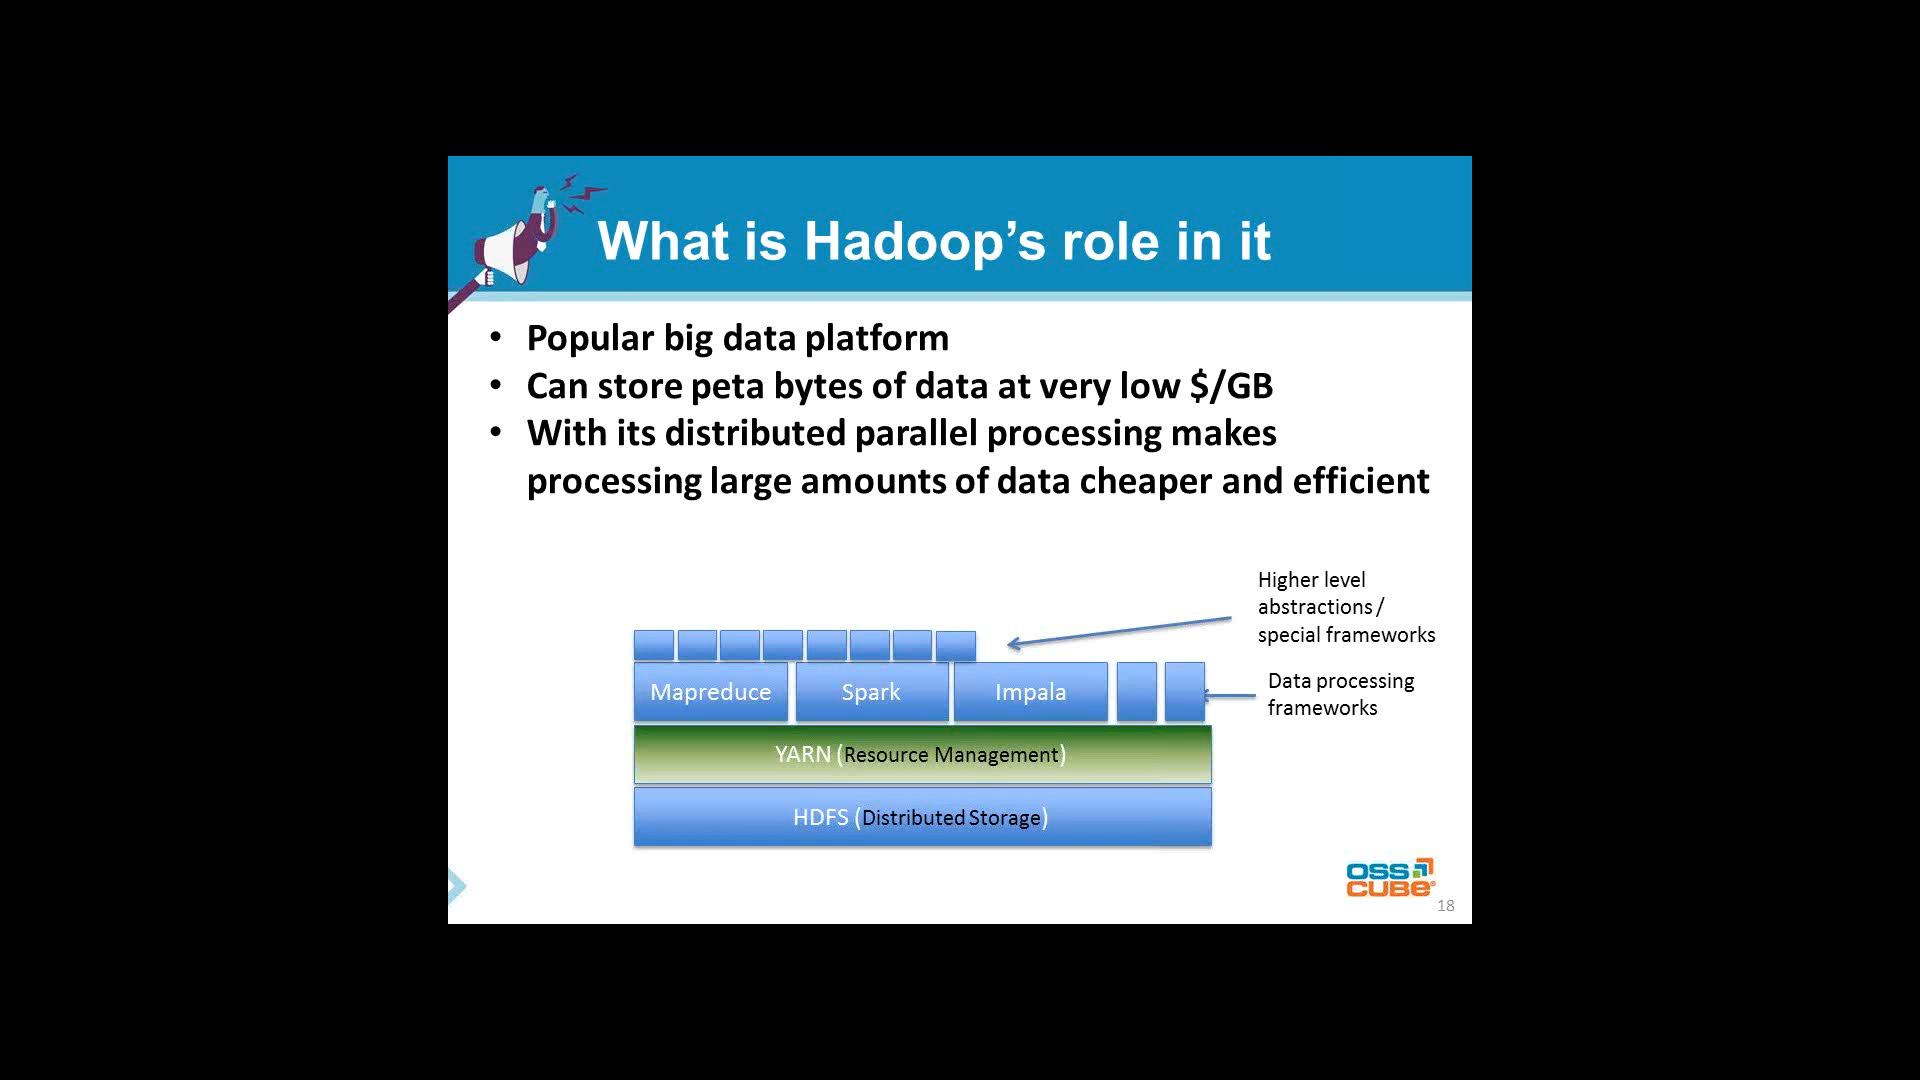 What is Hadoop's role in it
• Popular big data platform
• Can store peta bytes of data at very low $/GB
• With its distributed parallel processing makes
processing large amounts of data cheaper and efficient
Higher level
abstractions /
special frameworks
Mapreduce
Spark
Impala
Data processing
frameworks
YARN (Resource Management)
HDFS (Distributed Storage)
OSS
CUBE®
18